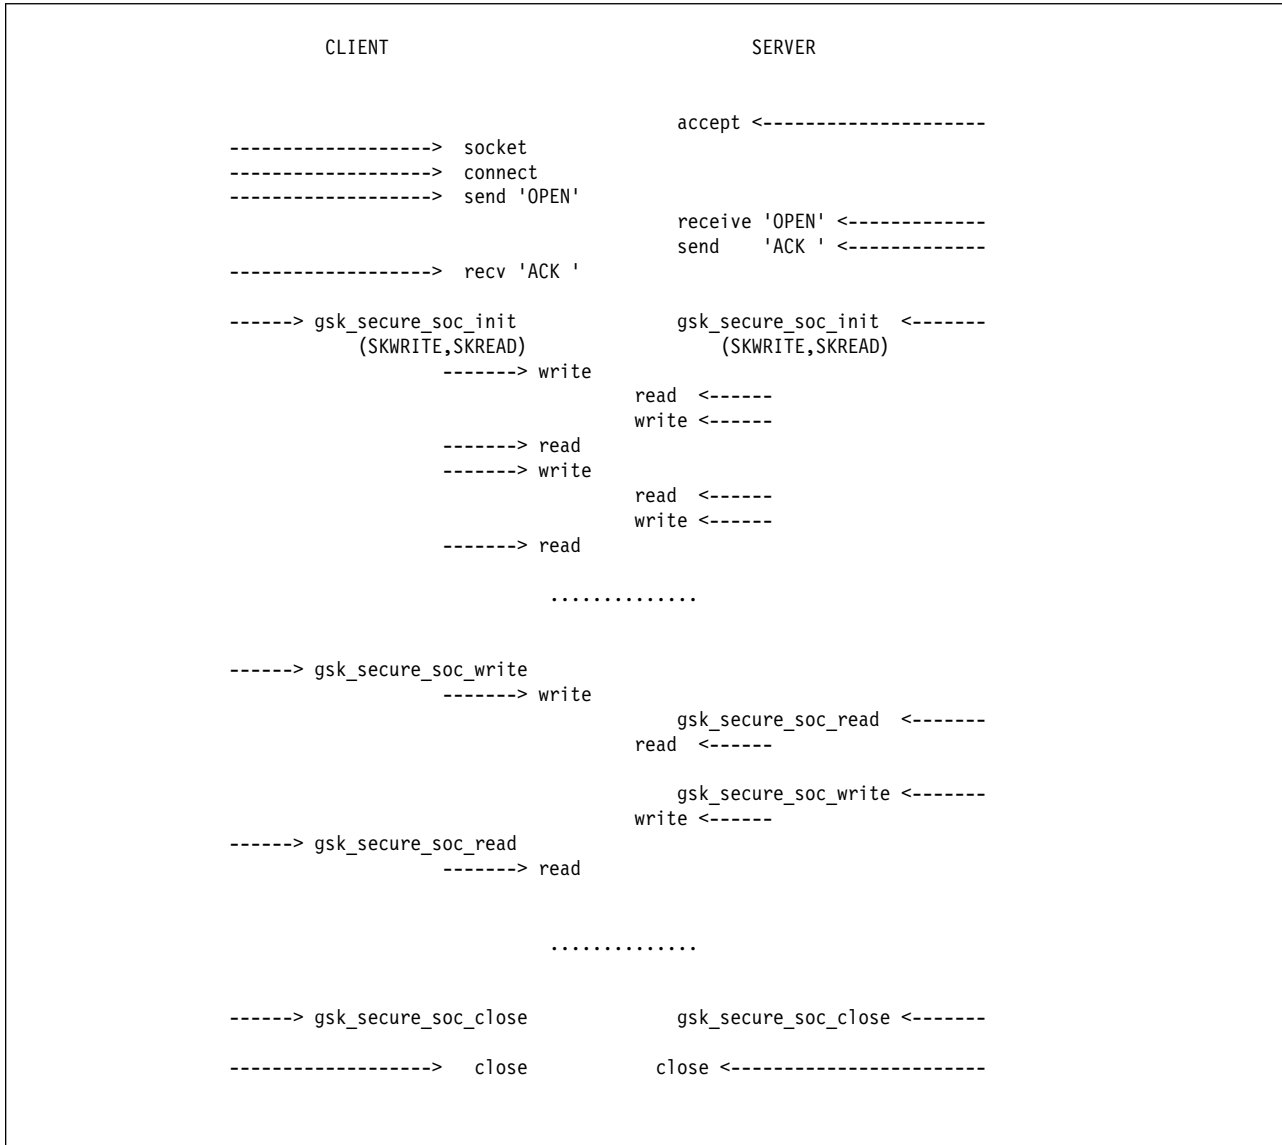 CLIENT                                  SERVER
accept <---------------------
-------------------> socket
-------------------> connect
-------------------> send 'OPEN'
receive 'OPEN' <-------------
send    'ACK ' <-------------
-------------------> recv 'ACK '
------> gsk_secure_soc_init               gsk_secure_soc_init  <-------
(SKWRITE,SKREAD)                  (SKWRITE,SKREAD)
-------> write
read  <------
write <------
-------> read
-------> write
read  <------
write <------
-------> read
..............
------> gsk_secure_soc_write
-------> write
gsk_secure_soc_read  <-------
read  <------
gsk_secure_soc_write <-------
write <------
------> gsk_secure_soc_read
-------> read
..............
------> gsk_secure_soc_close              gsk_secure_soc_close <-------
------------------->   close            close <------------------------